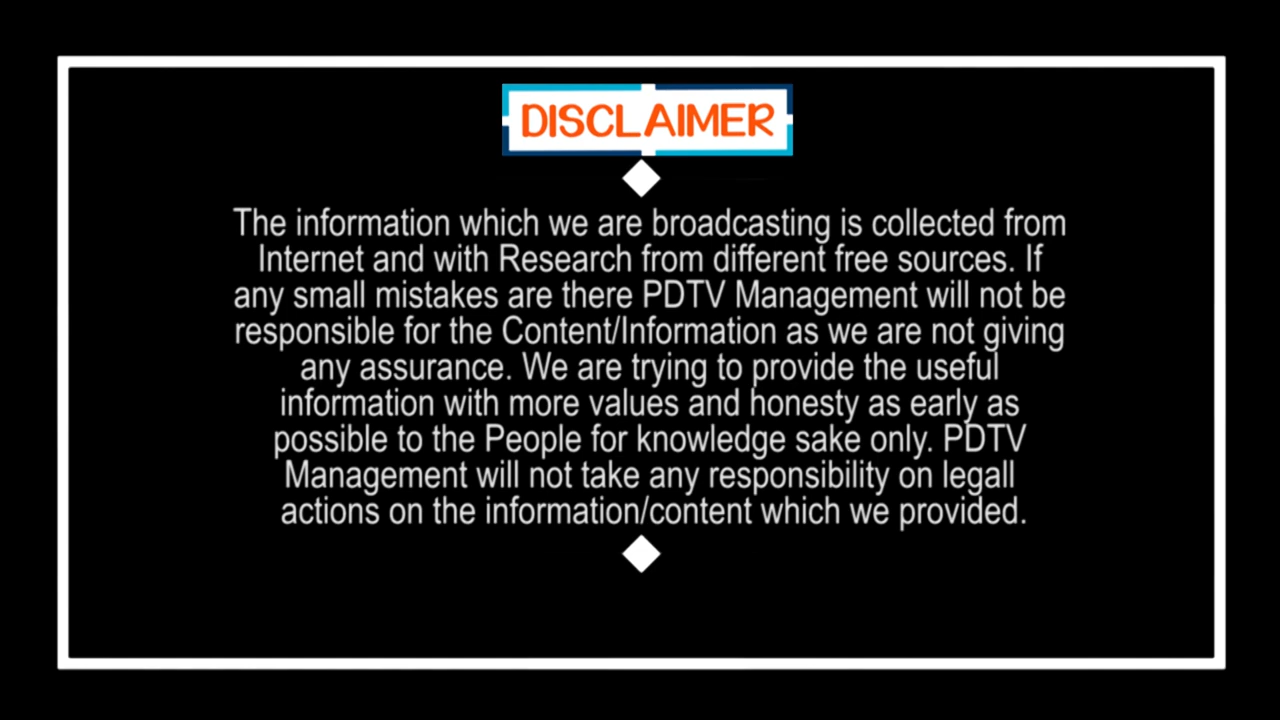 DISCLAIMER
The information which we are broadcasting is collected from
Internet and with Research from different free sources. If
any small mistakes are there PDTV Management will not be
responsible for the Content/Information as we are not giving
any assurance. We are trying to provide the useful
information with more values and honesty as early as
possible to the People for knowledge sake only. PDTV
Management will not take any responsibility on legall
actions on the information/content which we provided.